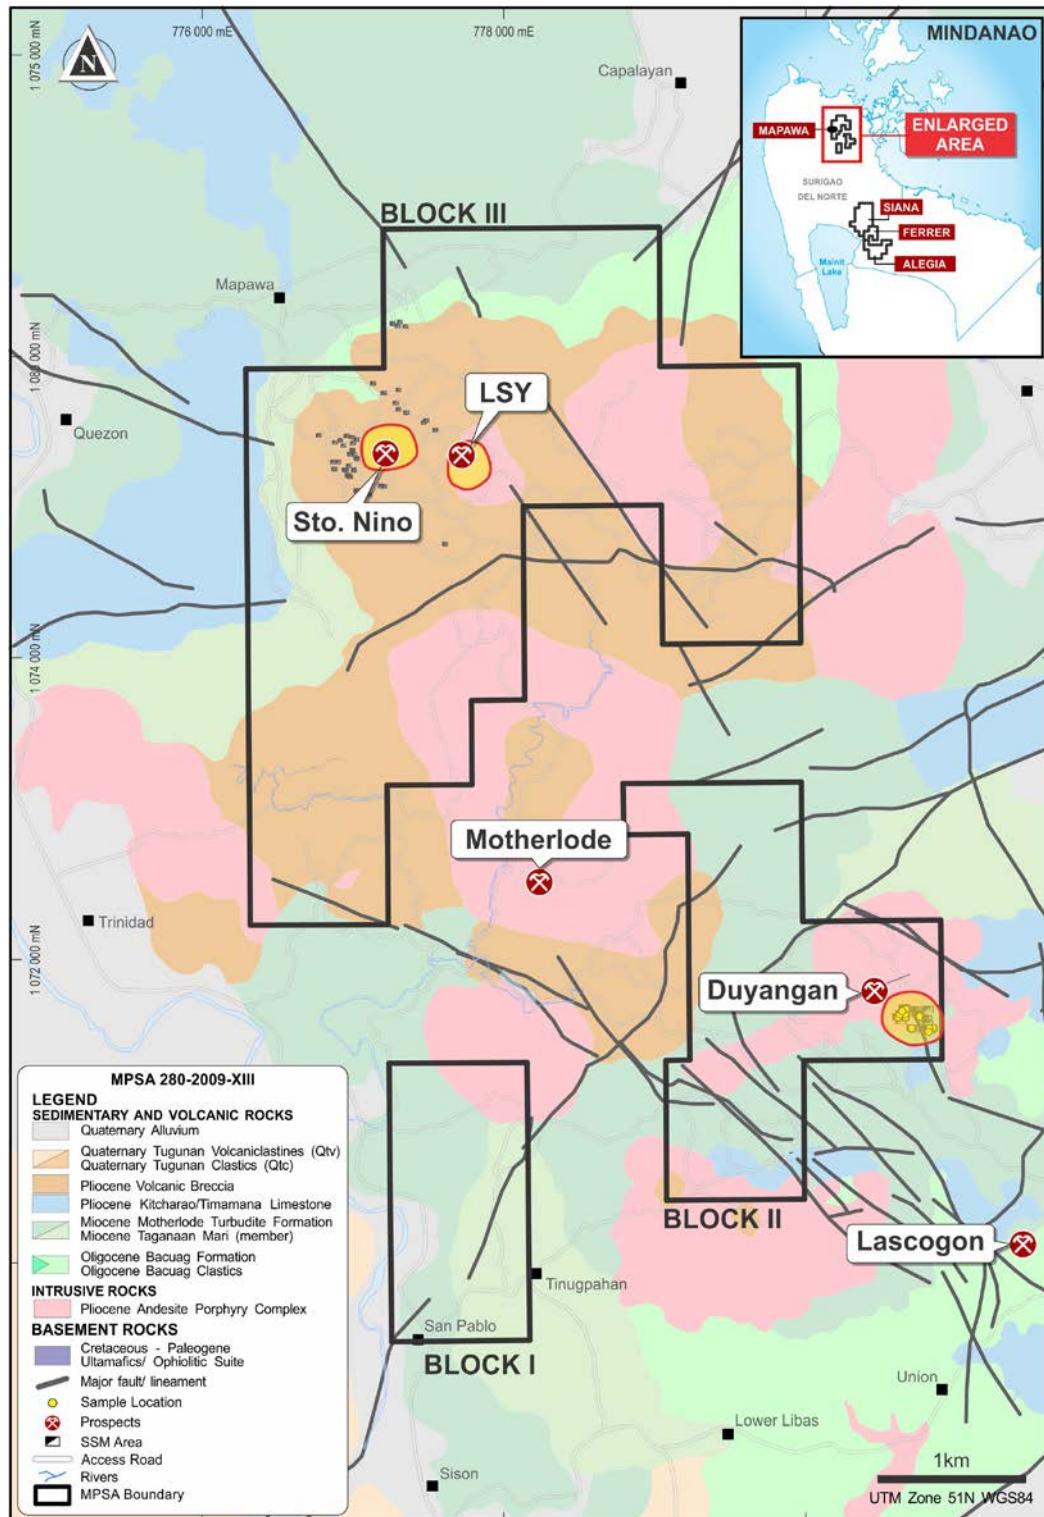 776 000 mE
778 000 mE
1 075 000 mN
N
Capalayan
MINDANAO
MAPAWA
ENLARGED
AREA
SURIGAO
DEL NORTE
SIANA
FERRER
Mainit
Lake
ALEGIA
BLOCK III
Mapawa
1 080 000 mN
LSY
Quezon
Sto. Nino
1 074 000 mN
Motherlode
Trinidad
1 072 000 mN
Duyangan
MPSA 280-2009-XIII
LEGEND
SEDIMENTARY AND VOLCANIC ROCKS
Quaternary Alluvium
Quaternary Tugunan Volcaniclastines (Qtv)
Quaternary Tugunan Clastics (Qtc)
Pliocene Volcanic Breccia
Pliocene Kitcharao/Timamana Limestone
Miocene Motherlode Turbudite Formation
Miocene Taganaan Mari (member)
Oligocene Bacuag Formation
Oligocene Bacuag Clastics
INTRUSIVE ROCKS
Pliocene Andesite Porphyry Complex
BASEMENT ROCKS
Cretaceous - Paleogene
Ultamafics/ Ophiolitic Suite
Major fault/ lineament
Sample Location
Prospects
SSM Area
Access Road
Rivers
MPSA Boundary
BLOCK II
Lascogon
Tinugpahan
San Pablo
BLOCK I
Union
Lower Libas
Sison
1km
UTM Zone 51N WGS84